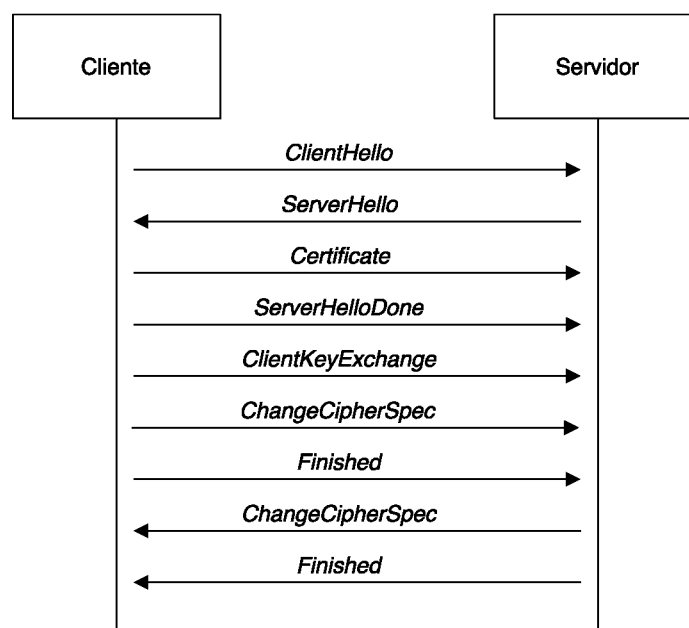 Cliente
Servidor
ClientHello
ServerHello
Certificate
ServerHelloDone
ClientKeyExchange
ChangeCipherSpec
Finished
ChangeCipherSpec
Finished